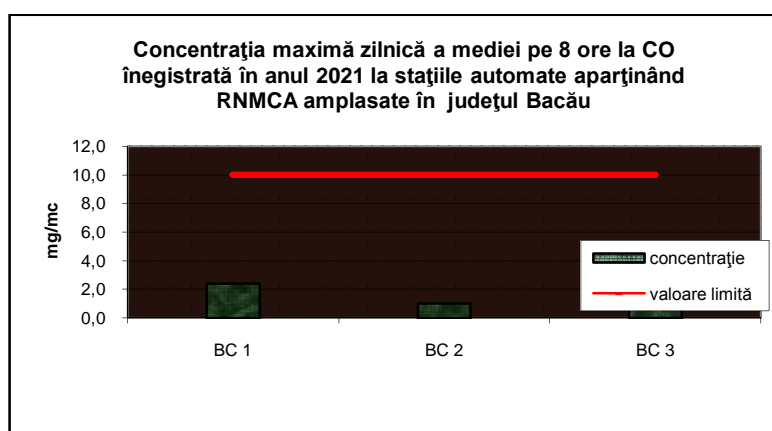 Concentraţia maximă zilnică a mediei pe 8 ore la CO
înegistrată în anul 2021 la staţiile automate aparţinând
RNMCA amplasate în judeţul Bacău
12,0
10,0
8,0
6,0
4,0
2,0
0,0
mg/mc
BC 1
BC 2
BC 3
concentraţie
valoare limită